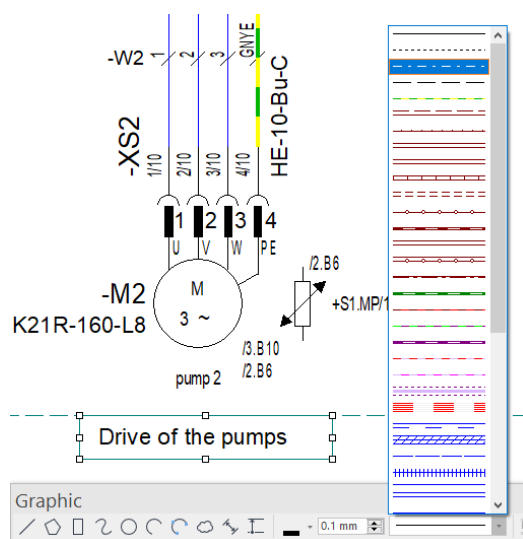 -W2 1 2 3 GNYE
-XS2
HE-10-Bu-C
1/10 2/10 3/10 4/10
1 2 3 4
U V W PE
-M2
K21R-160-L8
M
3 ~
/2.B6
+S1.MP/1
/3.B10
/2.B6
pump 2
Drive of the pumps
Graphic
0.1 mm